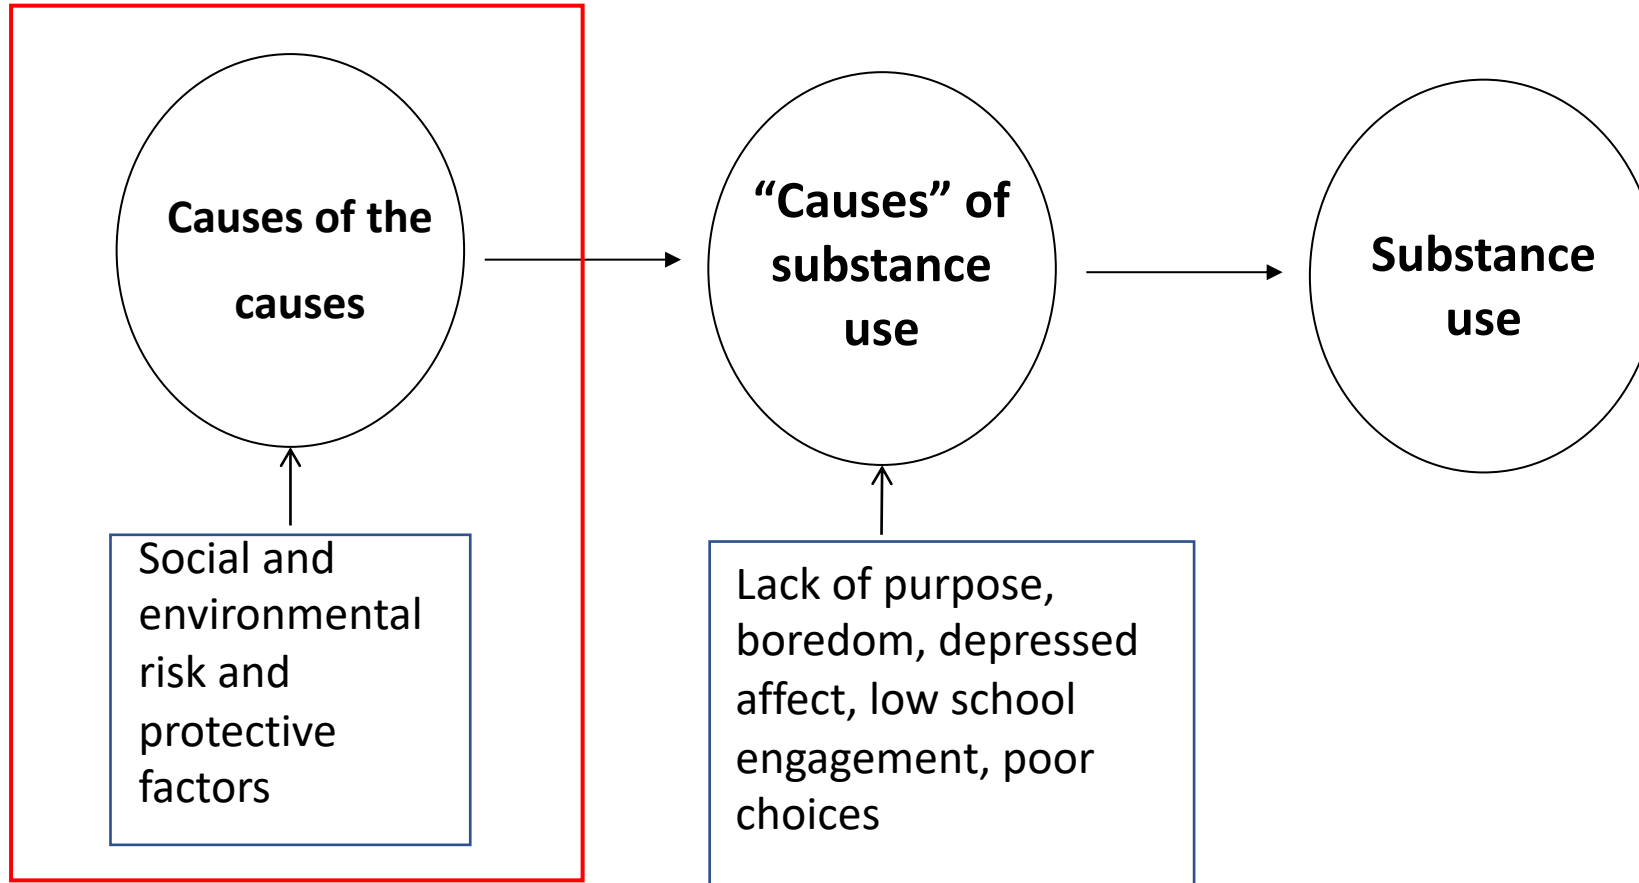 Causes of the
causes
“Causes” of
substance
use
Substance
use
Social and
environmental
risk and
protective
factors
Lack of purpose,
boredom, depressed
affect, low school
engagement, poor
choices